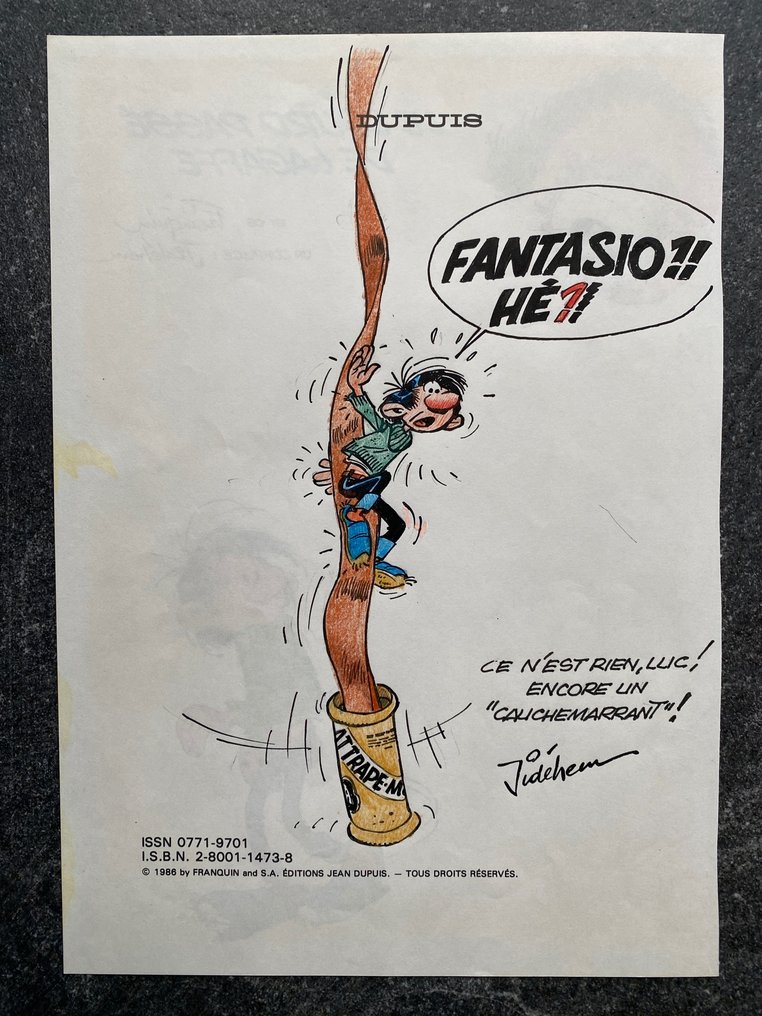 DUPUIS
FANTASIO?!!
HÉ?!!
CE N'EST RIEN, LUC!
ENCORE UN
"CAUCHEMARRANT"!
Jidéhem
ATTRAPE-M
ISSN 0771-9701
I.S.B.N. 2-8001-1473-8
© 1986 by FRANQUIN and S.A. ÉDITIONS JEAN DUPUIS. — TOUS DROITS RÉSERVÉS.